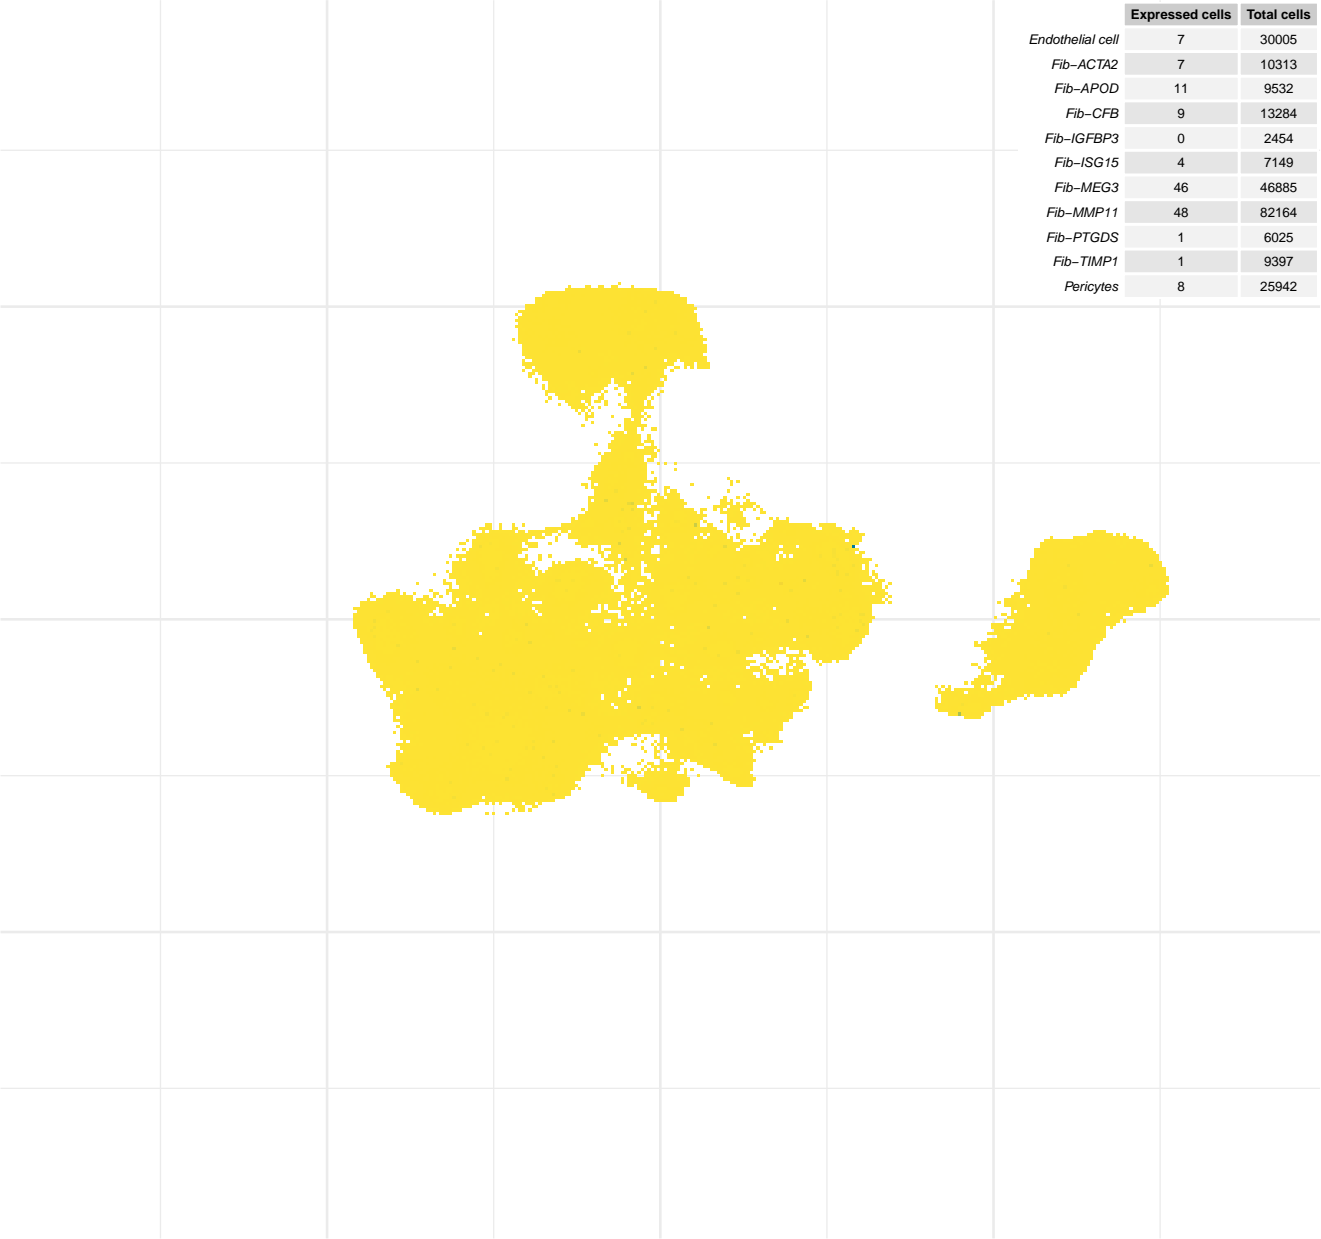 Expressed cells Total cells
Endothelial cell 7 30005
Fib−ACTA2 7 10313
Fib−APOD 11 9532
Fib−CFB 9 13284
Fib−IGFBP3 0 2454
Fib−ISG15 4 7149
Fib−MEG3 46 46885
Fib−MMP11 48 82164
Fib−PTGDS 1 6025
Fib−TIMP1 1 9397
Pericytes 8 25942